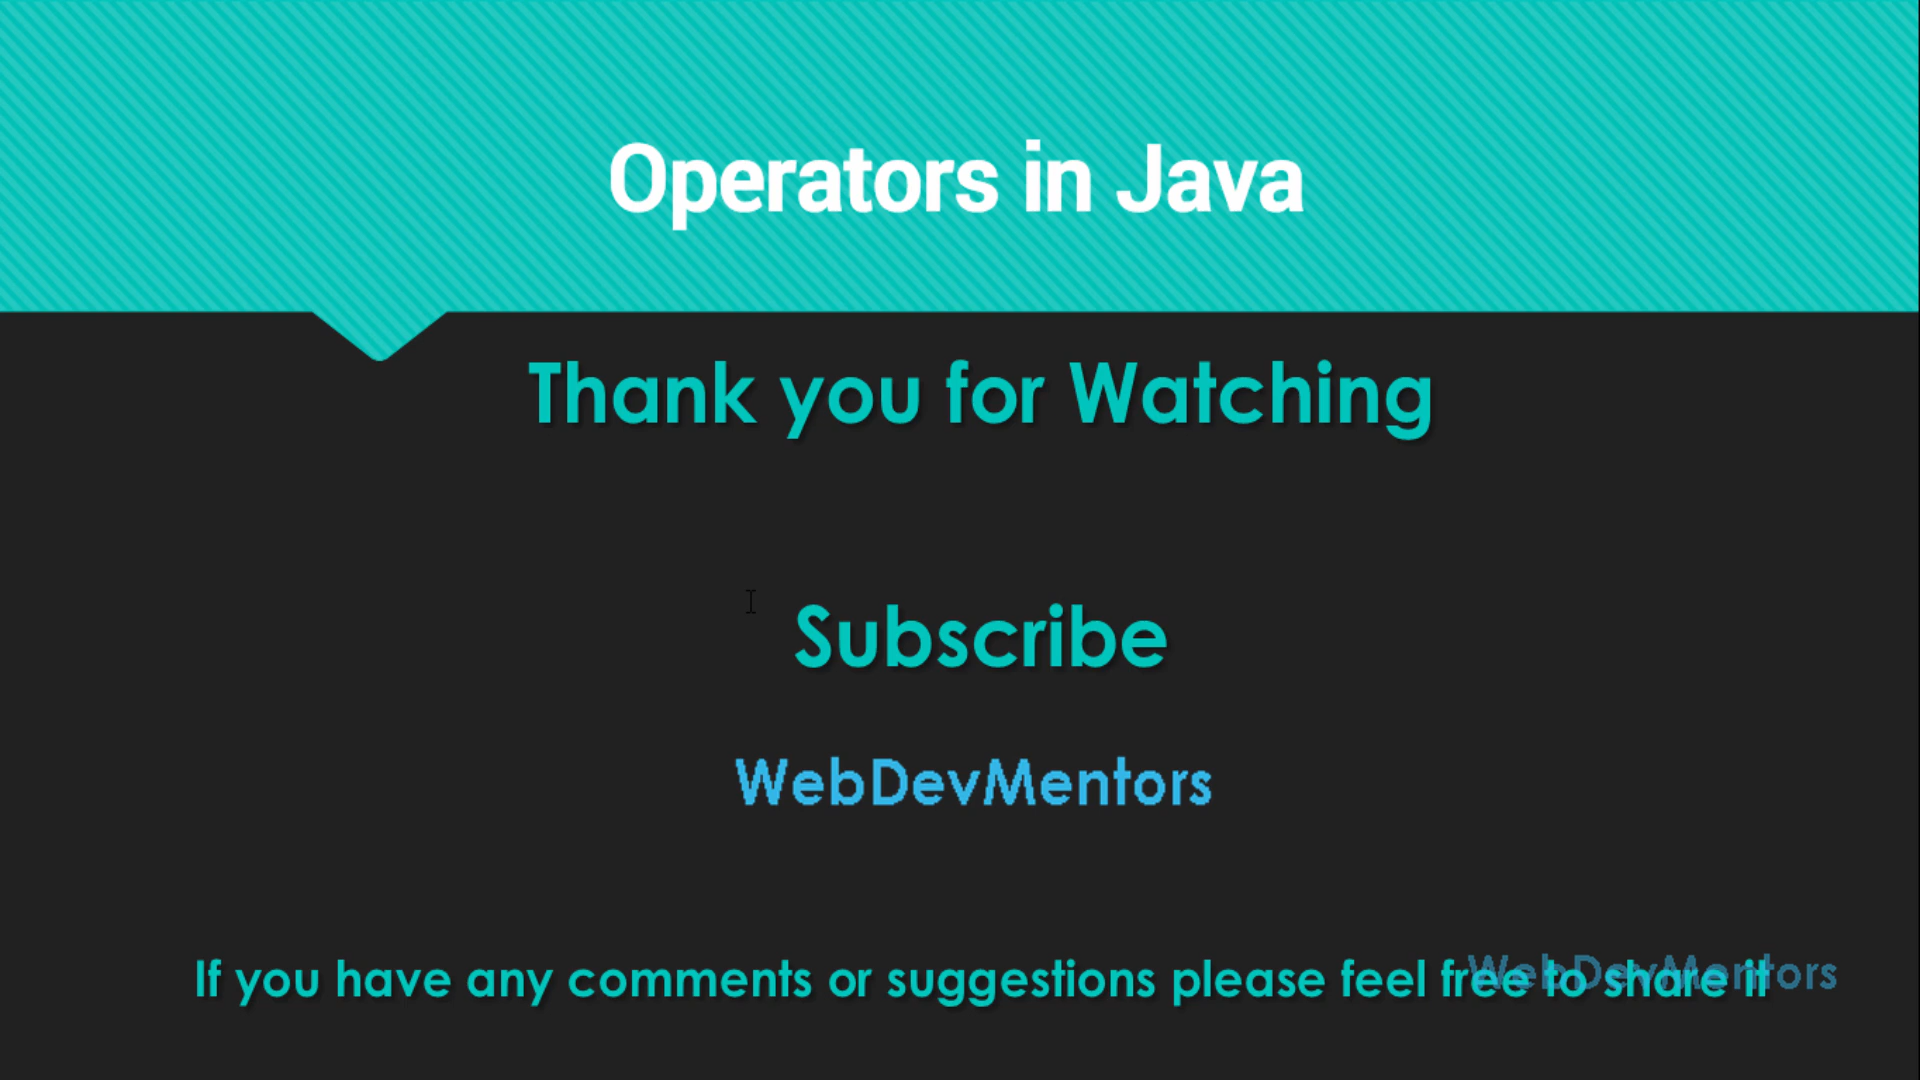 Operators in Java
Thank you for Watching
Subscribe
WebDevMentors
If you have any comments or suggestions please feel free to share it
WebDevMentors